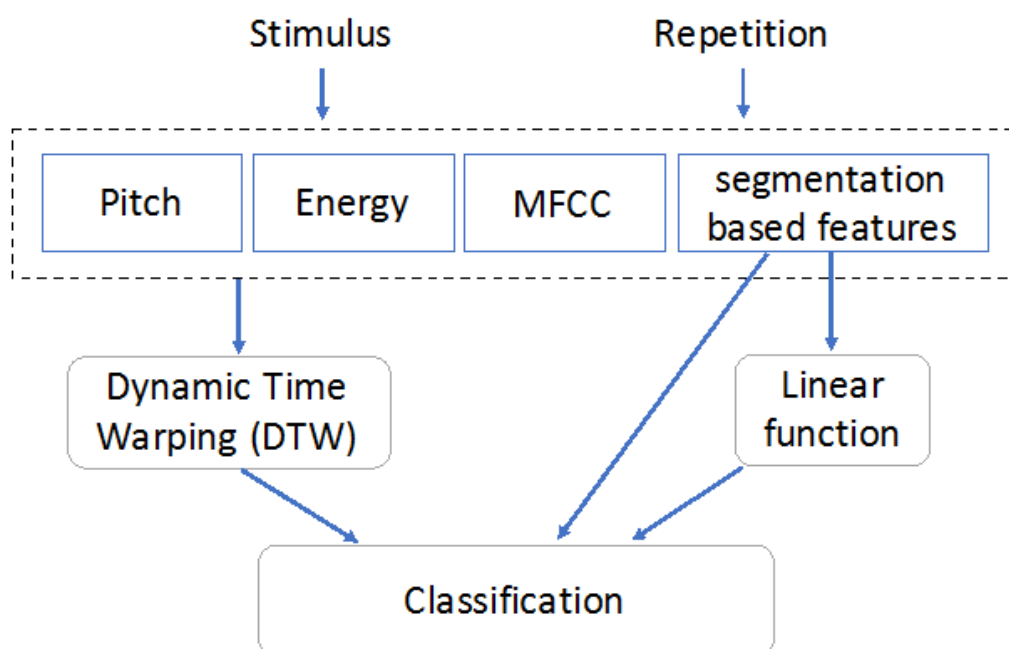 Stimulus
Repetition
Pitch
Energy
MFCC
segmentation
based features
Dynamic Time
Warping (DTW)
Linear
function
Classification